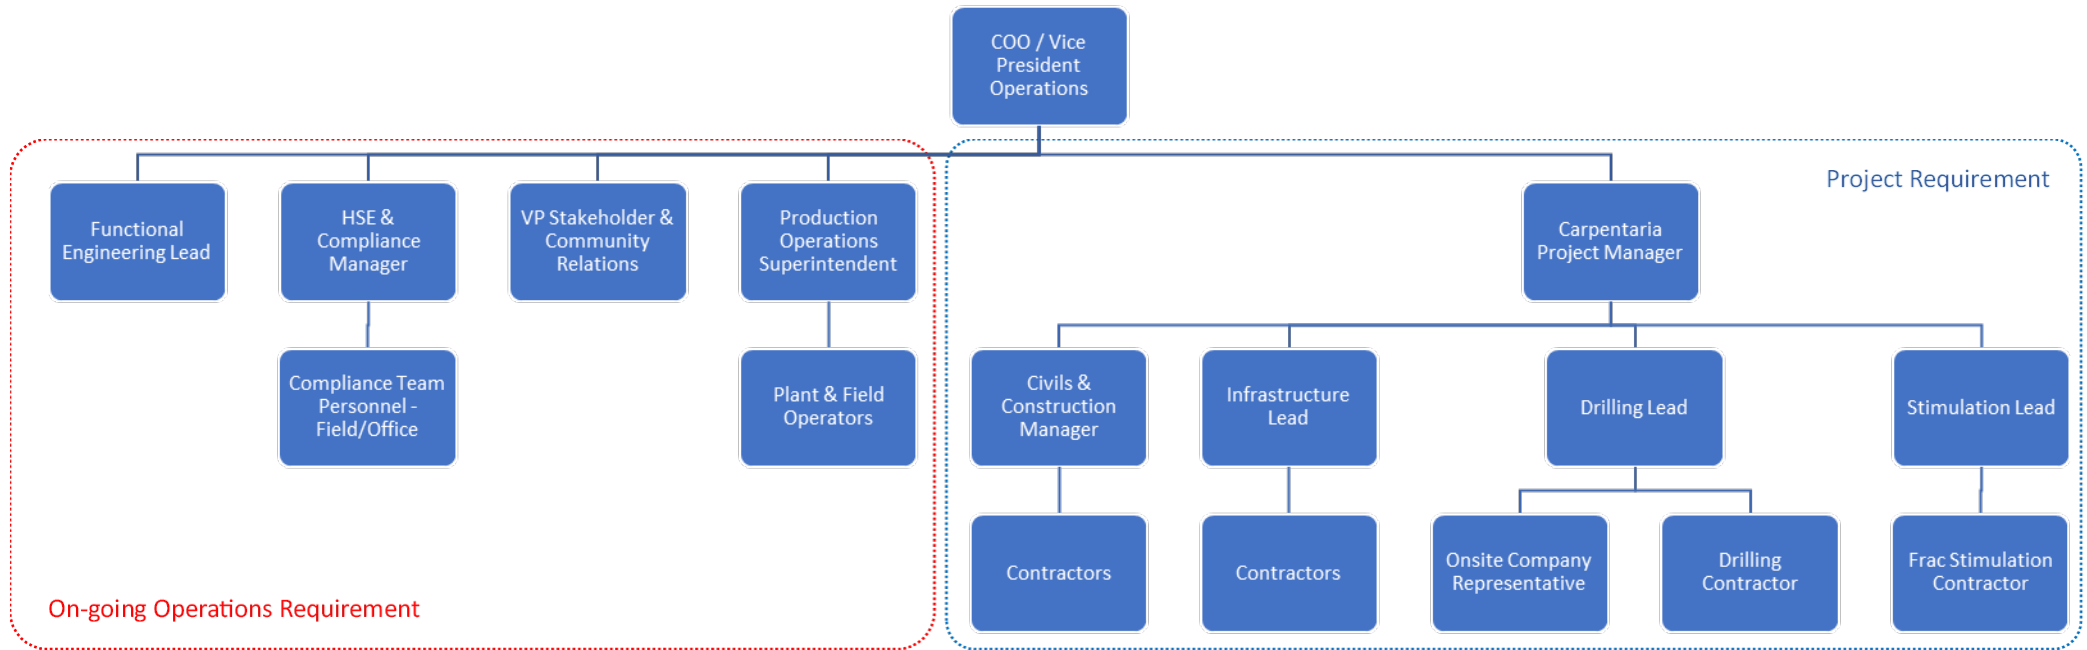 COO / Vice
President
Operations
Project Requirement
Functional
Engineering Lead
HSE &
Compliance
Manager
VP Stakeholder &
Community
Relations
Production
Operations
Superintendent
Carpentaria
Project Manager
Compliance Team
Personnel -
Field/Office
Plant & Field
Operators
Civils &
Construction
Manager
Infrastructure
Lead
Drilling Lead
Stimulation Lead
Contractors
Contractors
Onsite Company
Representative
Drilling
Contractor
Frac Stimulation
Contractor
On-going Operations Requirement